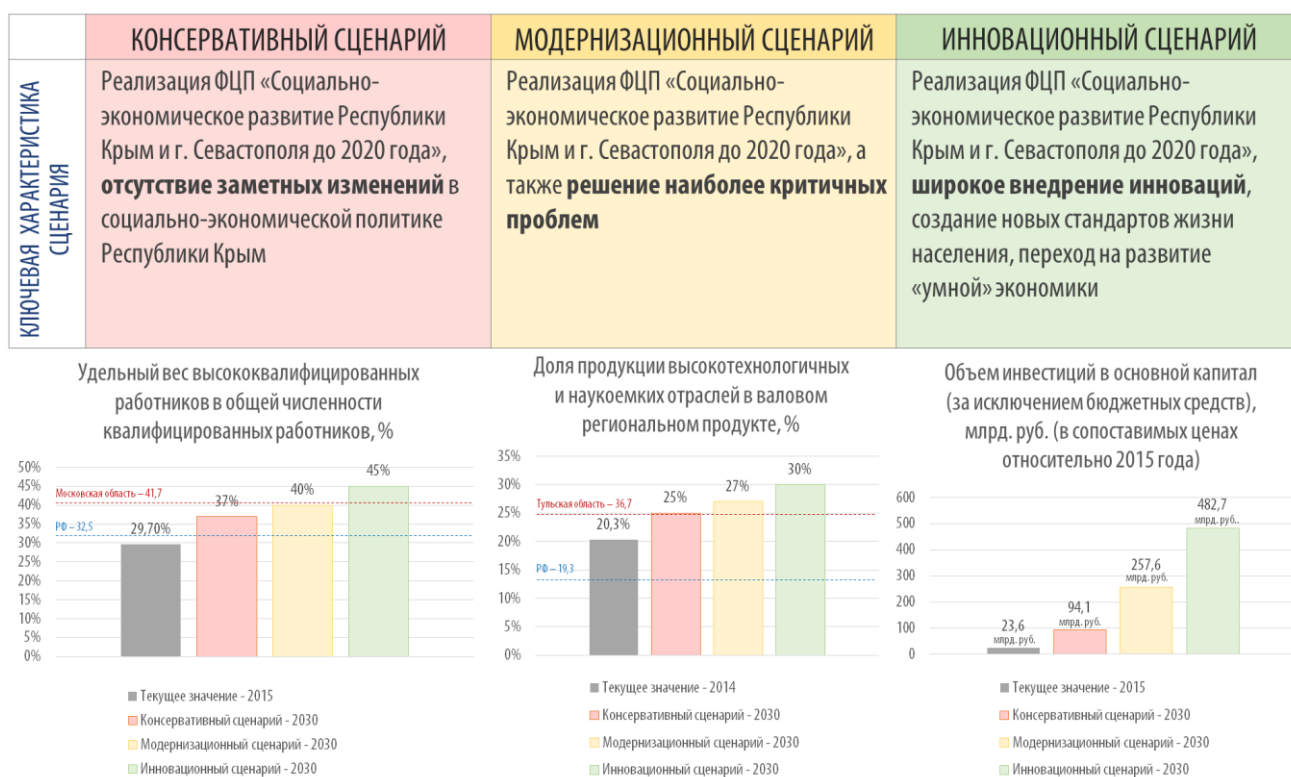 КОНСЕРВАТИВНЫЙ СЦЕНАРИЙ
МОДЕРНИЗАЦИОННЫЙ СЦЕНАРИЙ
ИННОВАЦИОННЫЙ СЦЕНАРИЙ
КЛЮЧЕВАЯ ХАРАКТЕРИСТИКА
СЦЕНАРИЯ
Реализация ФЦП «Социально-
экономическое развитие Республики
Крым и г. Севастополя до 2020 года»,
отсутствие заметных изменений в
социально-экономической политике
Республики Крым
Реализация ФЦП «Социально-
экономическое развитие Республики
Крым и г. Севастополя до 2020 года», а
также решение наиболее критичных
проблем
Реализация ФЦП «Социально-
экономическое развитие Республики
Крым и г. Севастополя до 2020 года»,
широкое внедрение инноваций,
создание новых стандартов жизни
населения, переход на развитие
«умной» экономики
Удельный вес высококвалифицированных
работников в общей численности
квалифицированных работников, %
50%
45%
40%
35%
30%
25%
20%
15%
10%
5%
0%
Московская область – 41,7
РФ – 32,5
29,70%
37%
40%
45%
Текущее значение - 2015
Консервативный сценарий - 2030
Модернизационный сценарий - 2030
Инновационный сценарий - 2030
Доля продукции высокотехнологичных
и наукоемких отраслей в валовом
региональном продукте, %
35%
30%
25%
20%
15%
10%
5%
0%
Тульская область – 36,7
РФ – 19,3
20,3%
25%
27%
30%
Текущее значение - 2014
Консервативный сценарий - 2030
Модернизационный сценарий - 2030
Инновационный сценарий - 2030
Объем инвестиций в основной капитал
(за исключением бюджетных средств),
млрд. руб. (в сопоставимых ценах
относительно 2015 года)
600
500
400
300
200
100
0
23,6
млрд. руб.
94,1
млрд. руб.
257,6
млрд. руб.
482,7
млрд. руб..
Текущее значение - 2015
Консервативный сценарий - 2030
Модернизационный сценарий - 2030
Инновационный сценарий - 2030